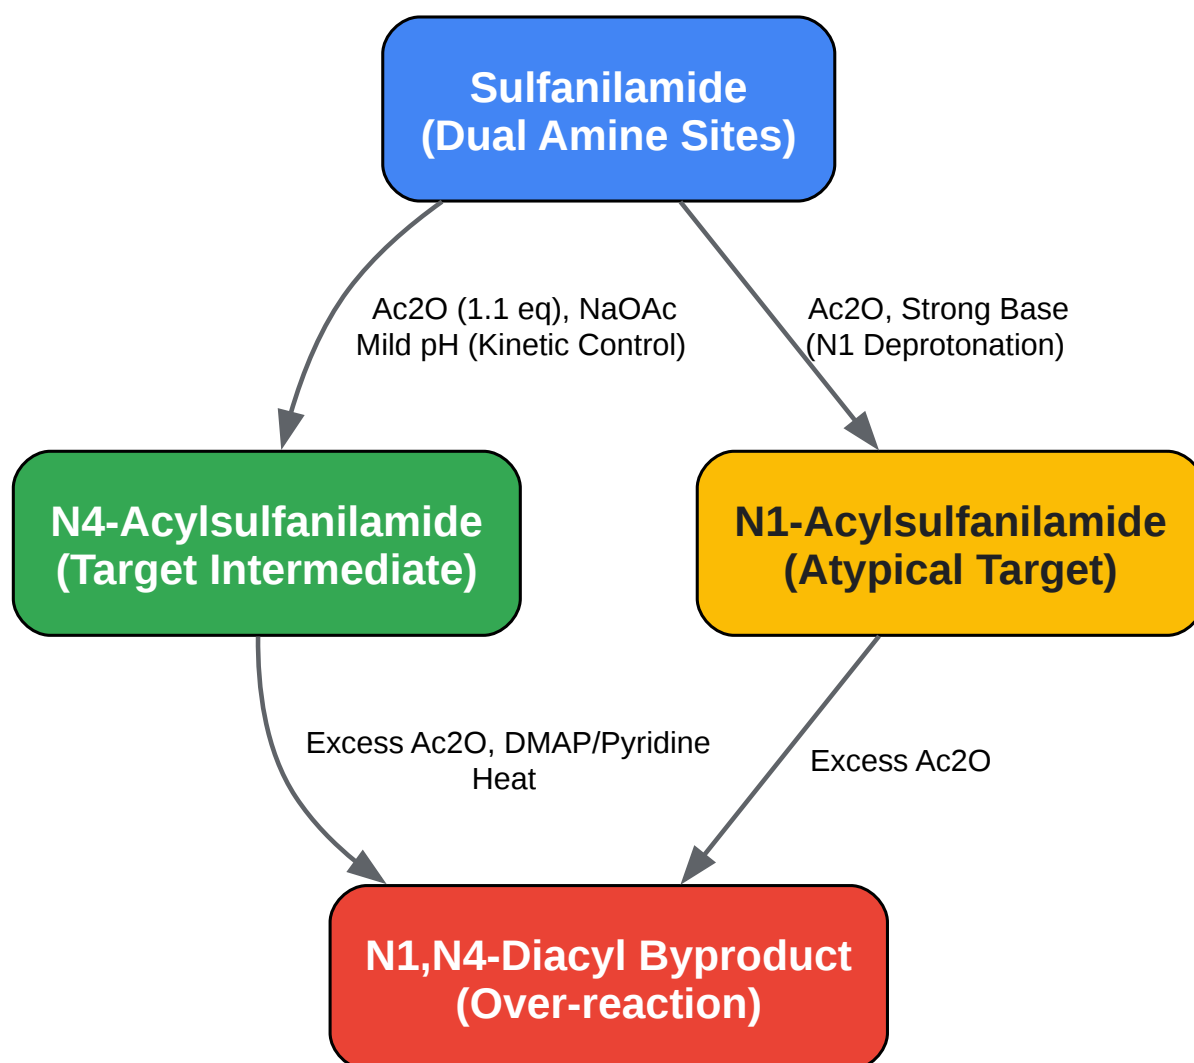 Sulfanilamide
(Dual Amine Sites)
Ac2O (1.1 eq), NaOAc
Mild pH (Kinetic Control)
Ac2O, Strong Base
(N1 Deprotonation)
N4-Acylsulfanilamide
(Target Intermediate)
N1-Acylsulfanilamide
(Atypical Target)
Excess Ac2O, DMAP/Pyridine
Heat
Excess Ac2O
N1,N4-Diacyl Byproduct
(Over-reaction)